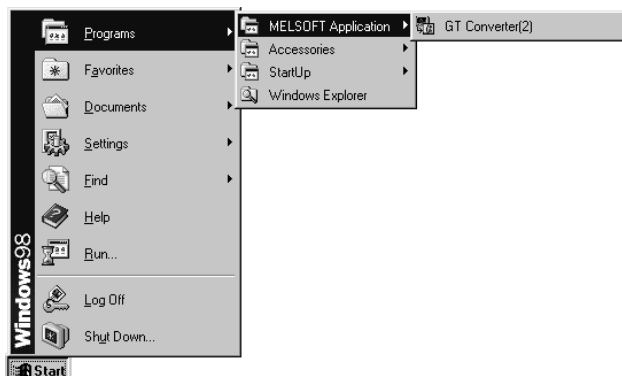 Programs
Favorites
Documents
Settings
Find
Help
Run...
Log Off
Shut Down...
Windows98
Start
MELSOFT Application
Accessories
StartUp
Windows Explorer
GT Converter(2)